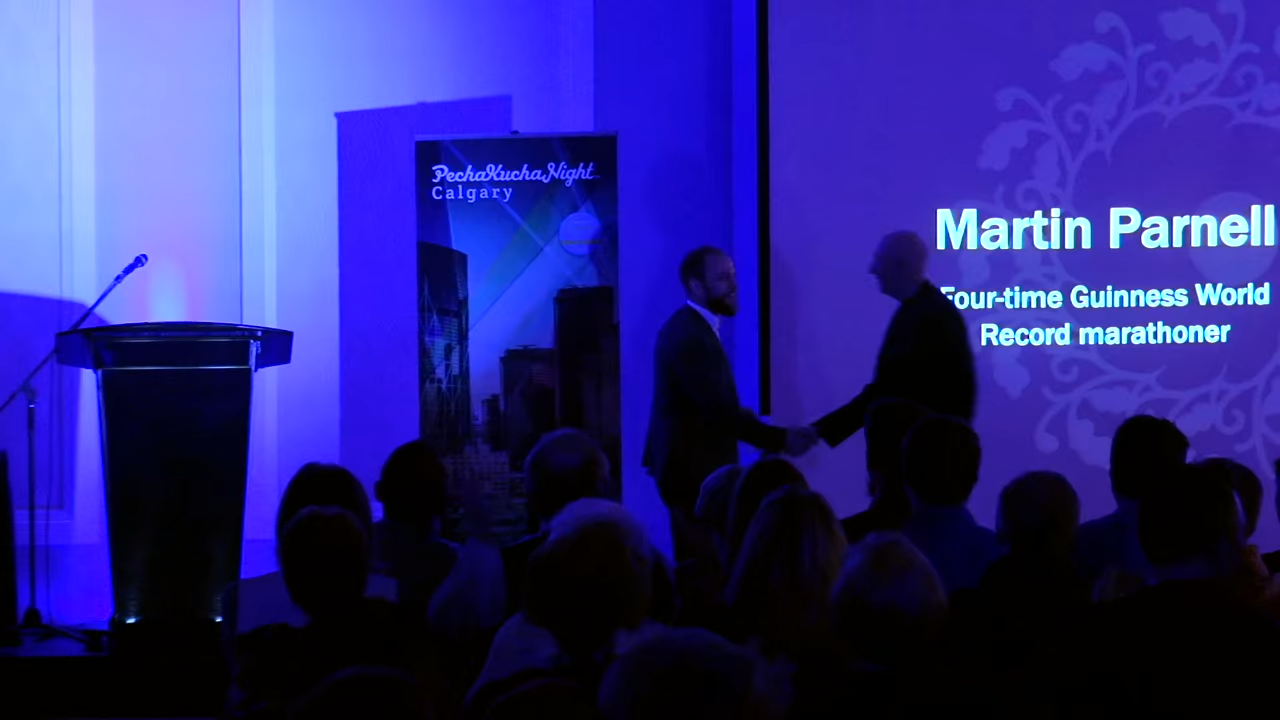 PechaKuchaNight
Calgary
Martin Parnell
Four-time Guinness World
Record marathoner